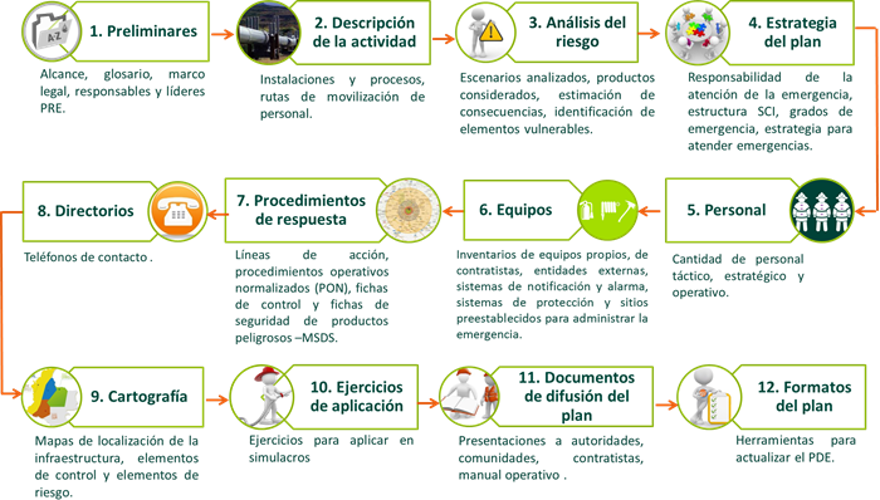 A-Z
1. Preliminares
Alcance, glosario, marco
legal, responsables y líderes
PRE.
2. Descripción
de la actividad
Instalaciones y procesos,
rutas de movilización de
personal.
3. Análisis del
riesgo
Escenarios analizados, productos
considerados, estimación de
consecuencias, identificación de
elementos vulnerables.
4. Estrategia
del plan
Responsabilidad de la
atención de la emergencia,
estructura SCI, grados de
emergencia, estrategia para
atender emergencias.
5. Personal
Cantidad de personal
táctico, estratégico y
operativo.
6. Equipos
Inventarios de equipos propios, de
contratistas, entidades externas,
sistemas de notificación y alarma,
sistemas de protección y sitios
preestablecidos para administrar la
emergencia.
7. Procedimientos
de respuesta
Líneas de acción,
procedimientos operativos
normalizados (PON), fichas
de control y fichas de
seguridad de productos
peligrosos –MSDS.
8. Directorios
Teléfonos de contacto .
9. Cartografía
Mapas de localización de la
infraestructura, elementos
de control y elementos de
riesgo.
10. Ejercicios
de aplicación
Ejercicios para aplicar en
simulacros
11. Documentos
de difusión del
plan
Presentaciones a autoridades,
comunidades, contratistas,
manual operativo .
12. Formatos
del plan
Herramientas para
actualizar el PDE.